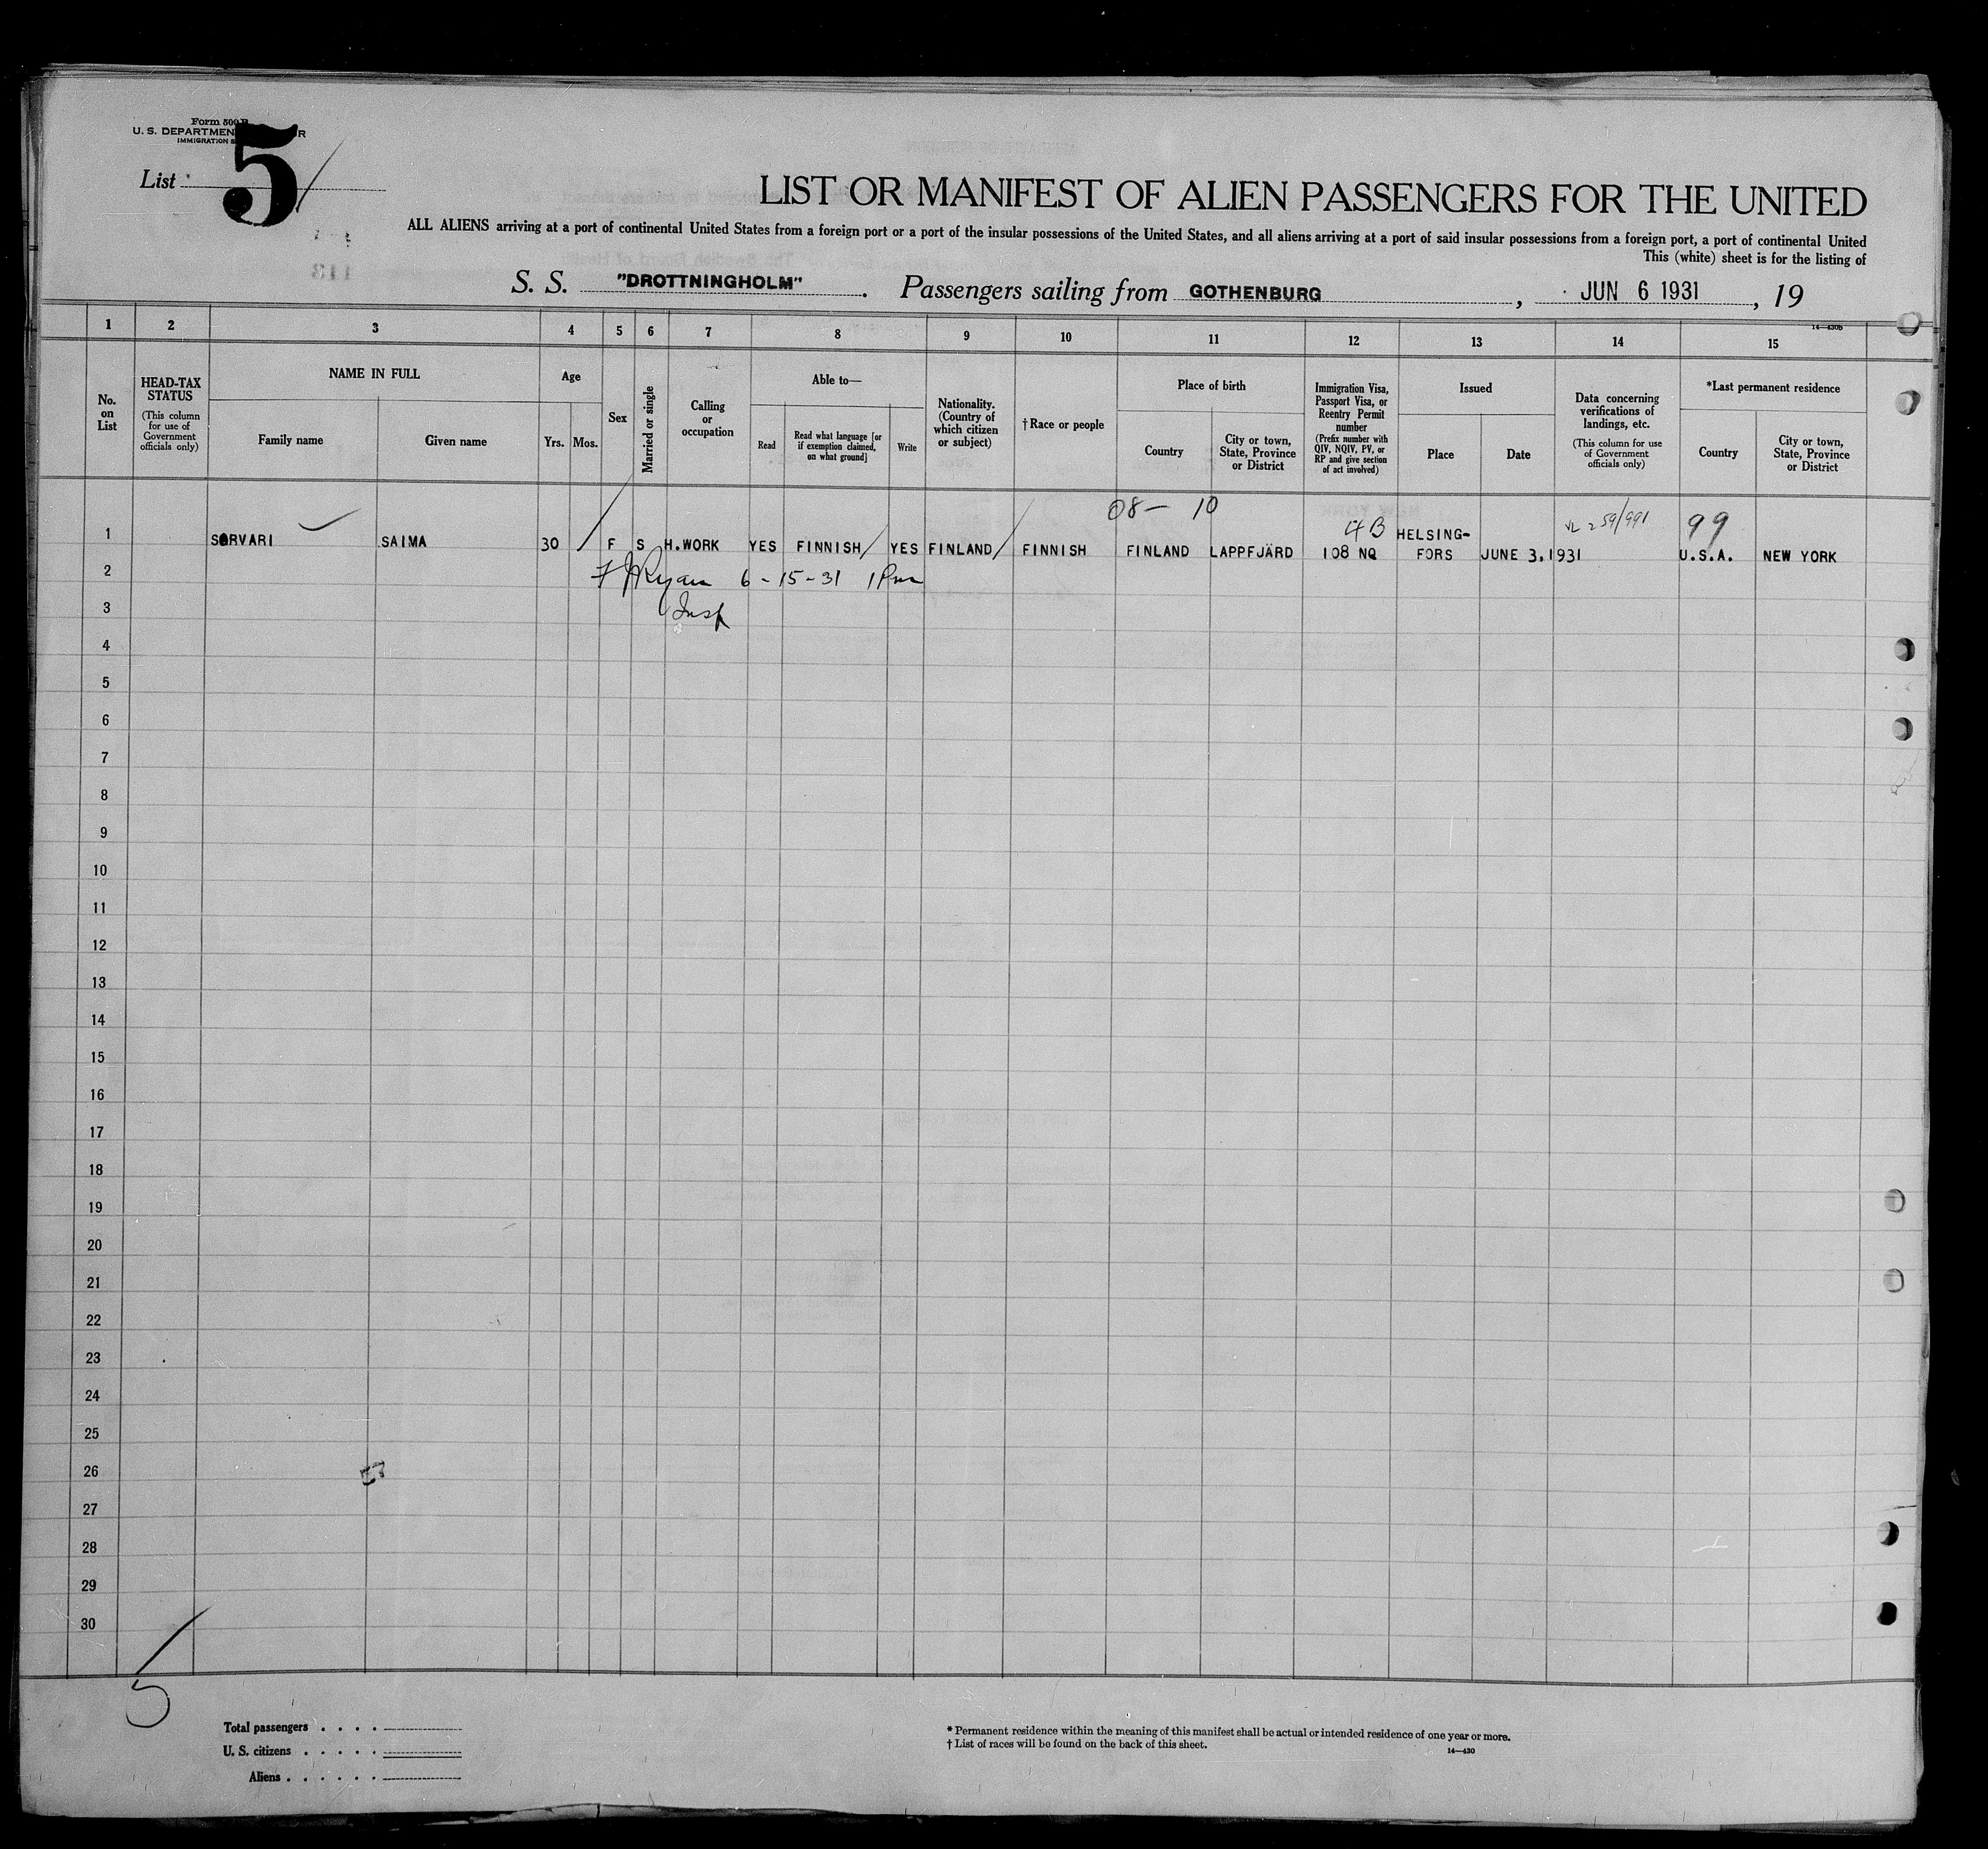 Form 500 B
U. S. DEPARTMEN R
IMMIGRATION S
List 5
LIST OR MANIFEST OF ALIEN PASSENGERS FOR THE UNITED
ALL ALIENS arriving at a port of continental United States from a foreign port or a port of the insular possessions of the United States, and all aliens arriving at a port of said insular possessions from a foreign port, a port of continental United
This (white) sheet is for the listing of
S. S. "DROTTNINGHOLM" . Passengers sailing from GOTHENBURG , JUN 6 1931 , 19
14—430b
1 2 3 4 5 6 7 8 9 10 11 12 13 14 15
No. on List
HEAD-TAX STATUS (This column for use of Government officials only)
NAME IN FULL
Family name
Given name
Age
Yrs. Mos.
Sex
Married or single
Calling or occupation
Able to—
Read
Read what language [or if exemption claimed, on what ground]
Write
Nationality. (Country of which citizen or subject)
†Race or people
Place of birth
Country
City or town, State, Province or District
Immigration Visa, Passport Visa, or Reentry Permit number (Prefix number with QIV, NQIV, PV, or RP and give section of act involved)
Issued
Place
Date
Data concerning verifications of landings, etc. (This column for use of Government officials only)
*Last permanent residence
Country
City or town, State, Province or District
08— 10
4B 259/991 99
1 SORVARI SAIMA 30 F S H.WORK YES FINNISH YES FINLAND FINNISH FINLAND LAPPFJÄRD 108 NQ HELSING-FORS JUNE 3.1931 U.S.A. NEW YORK
2 F J Ryan 6-15-31 1 Pm
3 Insp
4
5
6
7
8
9
10
11
12
13
14
15
16
17
18
19
20
21
22
23
24
25
26
27
28
29
30
5
Total passengers . . . .
U. S. citizens . . . . .
Aliens . . . . . .
* Permanent residence within the meaning of this manifest shall be actual or intended residence of one year or more.
† List of races will be found on the back of this sheet.
14—430